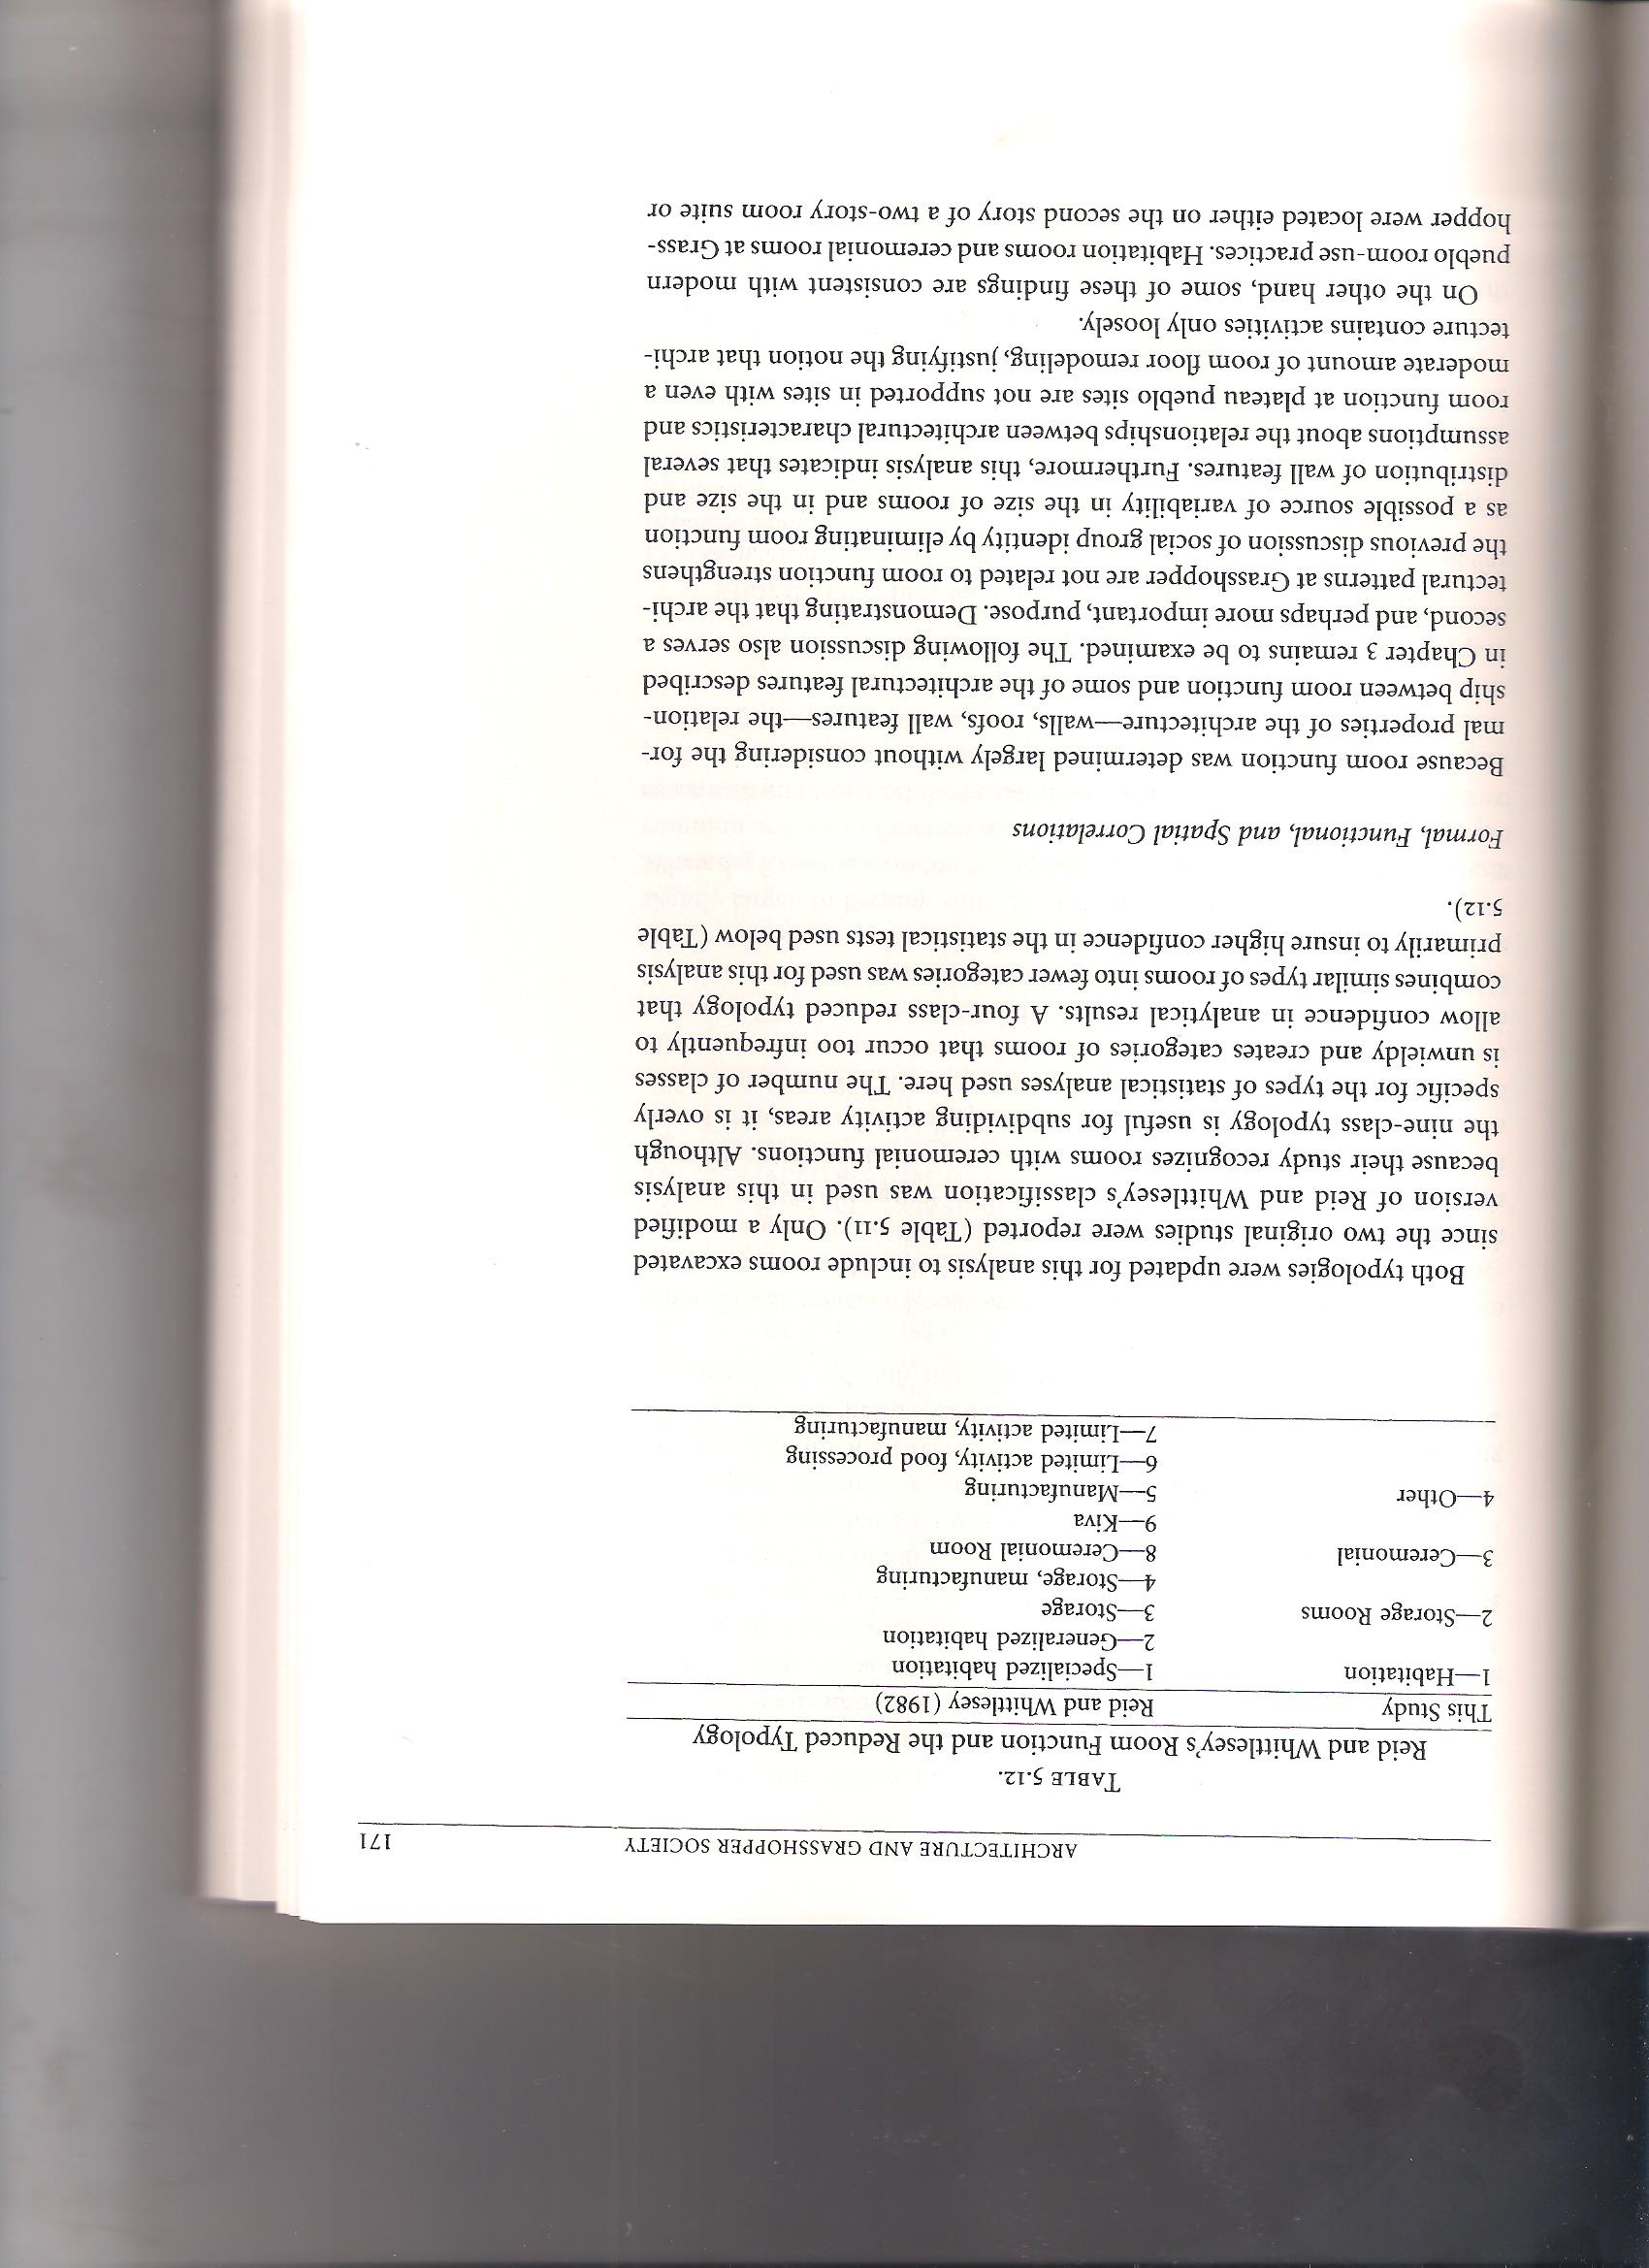 ARCHITECTURE AND GRASSHOPPER SOCIETY 171
TABLE 5.12.
Reid and Whittlesey's Room Function and the Reduced Typology
This Study Reid and Whittlesey (1982)
1—Habitation 1—Specialized habitation
2—Generalized habitation
2—Storage Rooms 3—Storage
4—Storage, manufacturing
3—Ceremonial 8—Ceremonial Room
9—Kiva
4—Other 5—Manufacturing
6—Limited activity, food processing
7—Limited activity, manufacturing
Both typologies were updated for this analysis to include rooms excavated
since the two original studies were reported (Table 5.11). Only a modified
version of Reid and Whittlesey's classification was used in this analysis
because their study recognizes rooms with ceremonial functions. Although
the nine-class typology is useful for subdividing activity areas, it is overly
specific for the types of statistical analyses used here. The number of classes
is unwieldy and creates categories of rooms that occur too infrequently to
allow confidence in analytical results. A four-class reduced typology that
combines similar types of rooms into fewer categories was used for this analysis
primarily to insure higher confidence in the statistical tests used below (Table
5.12).
Formal, Functional, and Spatial Correlations
Because room function was determined largely without considering the for-
mal properties of the architecture—walls, roofs, wall features—the relation-
ship between room function and some of the architectural features described
in Chapter 3 remains to be examined. The following discussion also serves a
second, and perhaps more important, purpose. Demonstrating that the archi-
tectural patterns at Grasshopper are not related to room function strengthens
the previous discussion of social group identity by eliminating room function
as a possible source of variability in the size of rooms and in the size and
distribution of wall features. Furthermore, this analysis indicates that several
assumptions about the relationships between architectural characteristics and
room function at plateau pueblo sites are not supported in sites with even a
moderate amount of room floor remodeling, justifying the notion that archi-
tecture contains activities only loosely.
On the other hand, some of these findings are consistent with modern
pueblo room-use practices. Habitation rooms and ceremonial rooms at Grass-
hopper were located either on the second story of a two-story room suite or